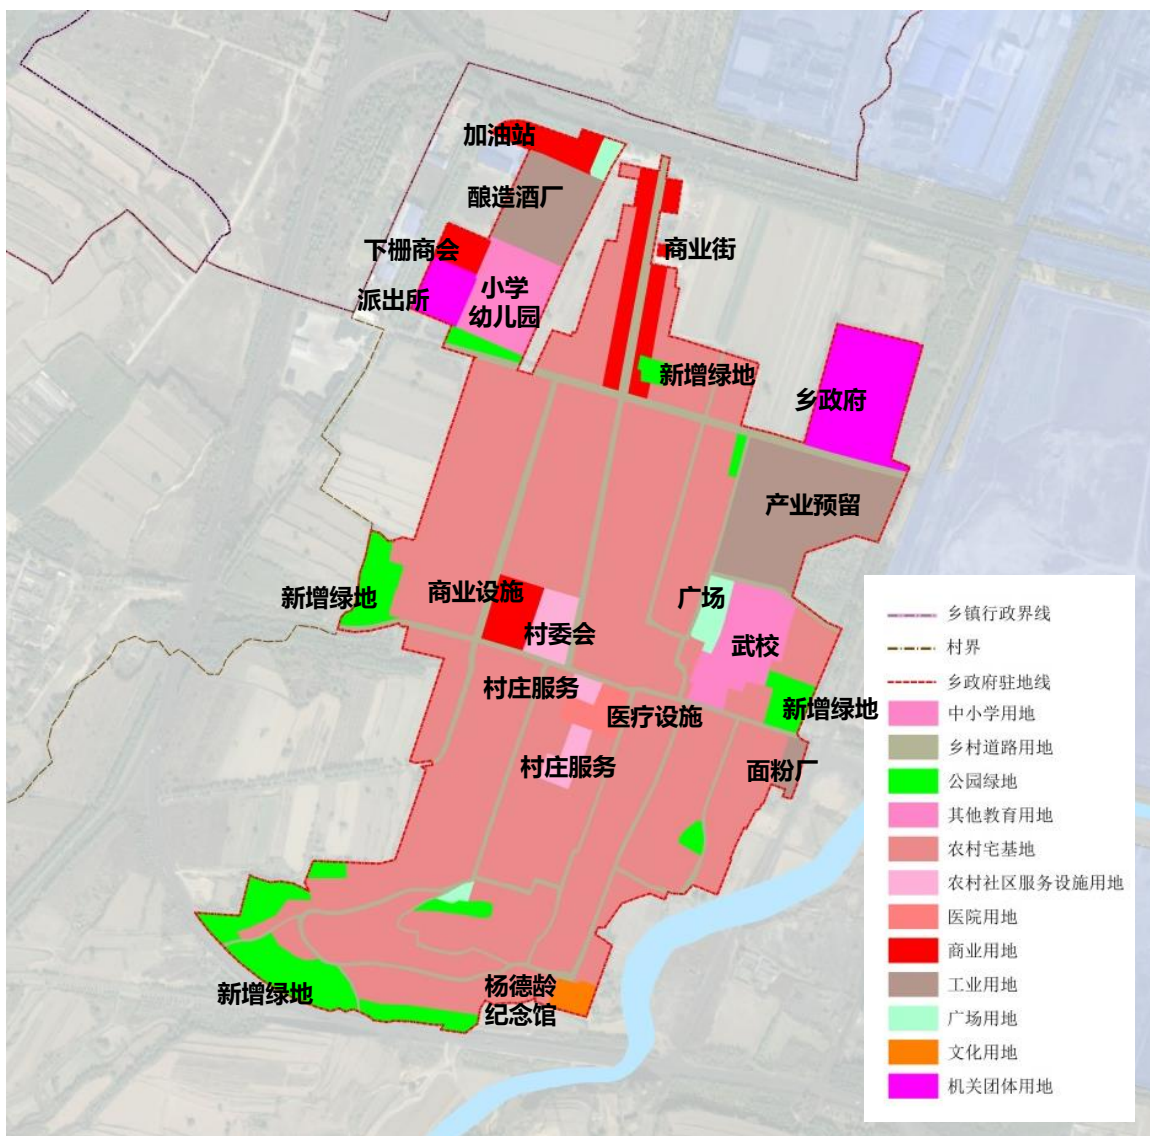 加油站
酿造酒厂
下栅商会
商业街
派出所
小学
幼儿园
新增绿地
乡政府
产业预留
新增绿地
商业设施
广场
村委会
武校
村庄服务
医疗设施
新增绿地
村庄服务
面粉厂
新增绿地
杨德龄
纪念馆
乡镇行政界线
村界
乡政府驻地线
中小学用地
乡村道路用地
公园绿地
其他教育用地
农村宅基地
农村社区服务设施用地
医院用地
商业用地
工业用地
广场用地
文化用地
机关团体用地